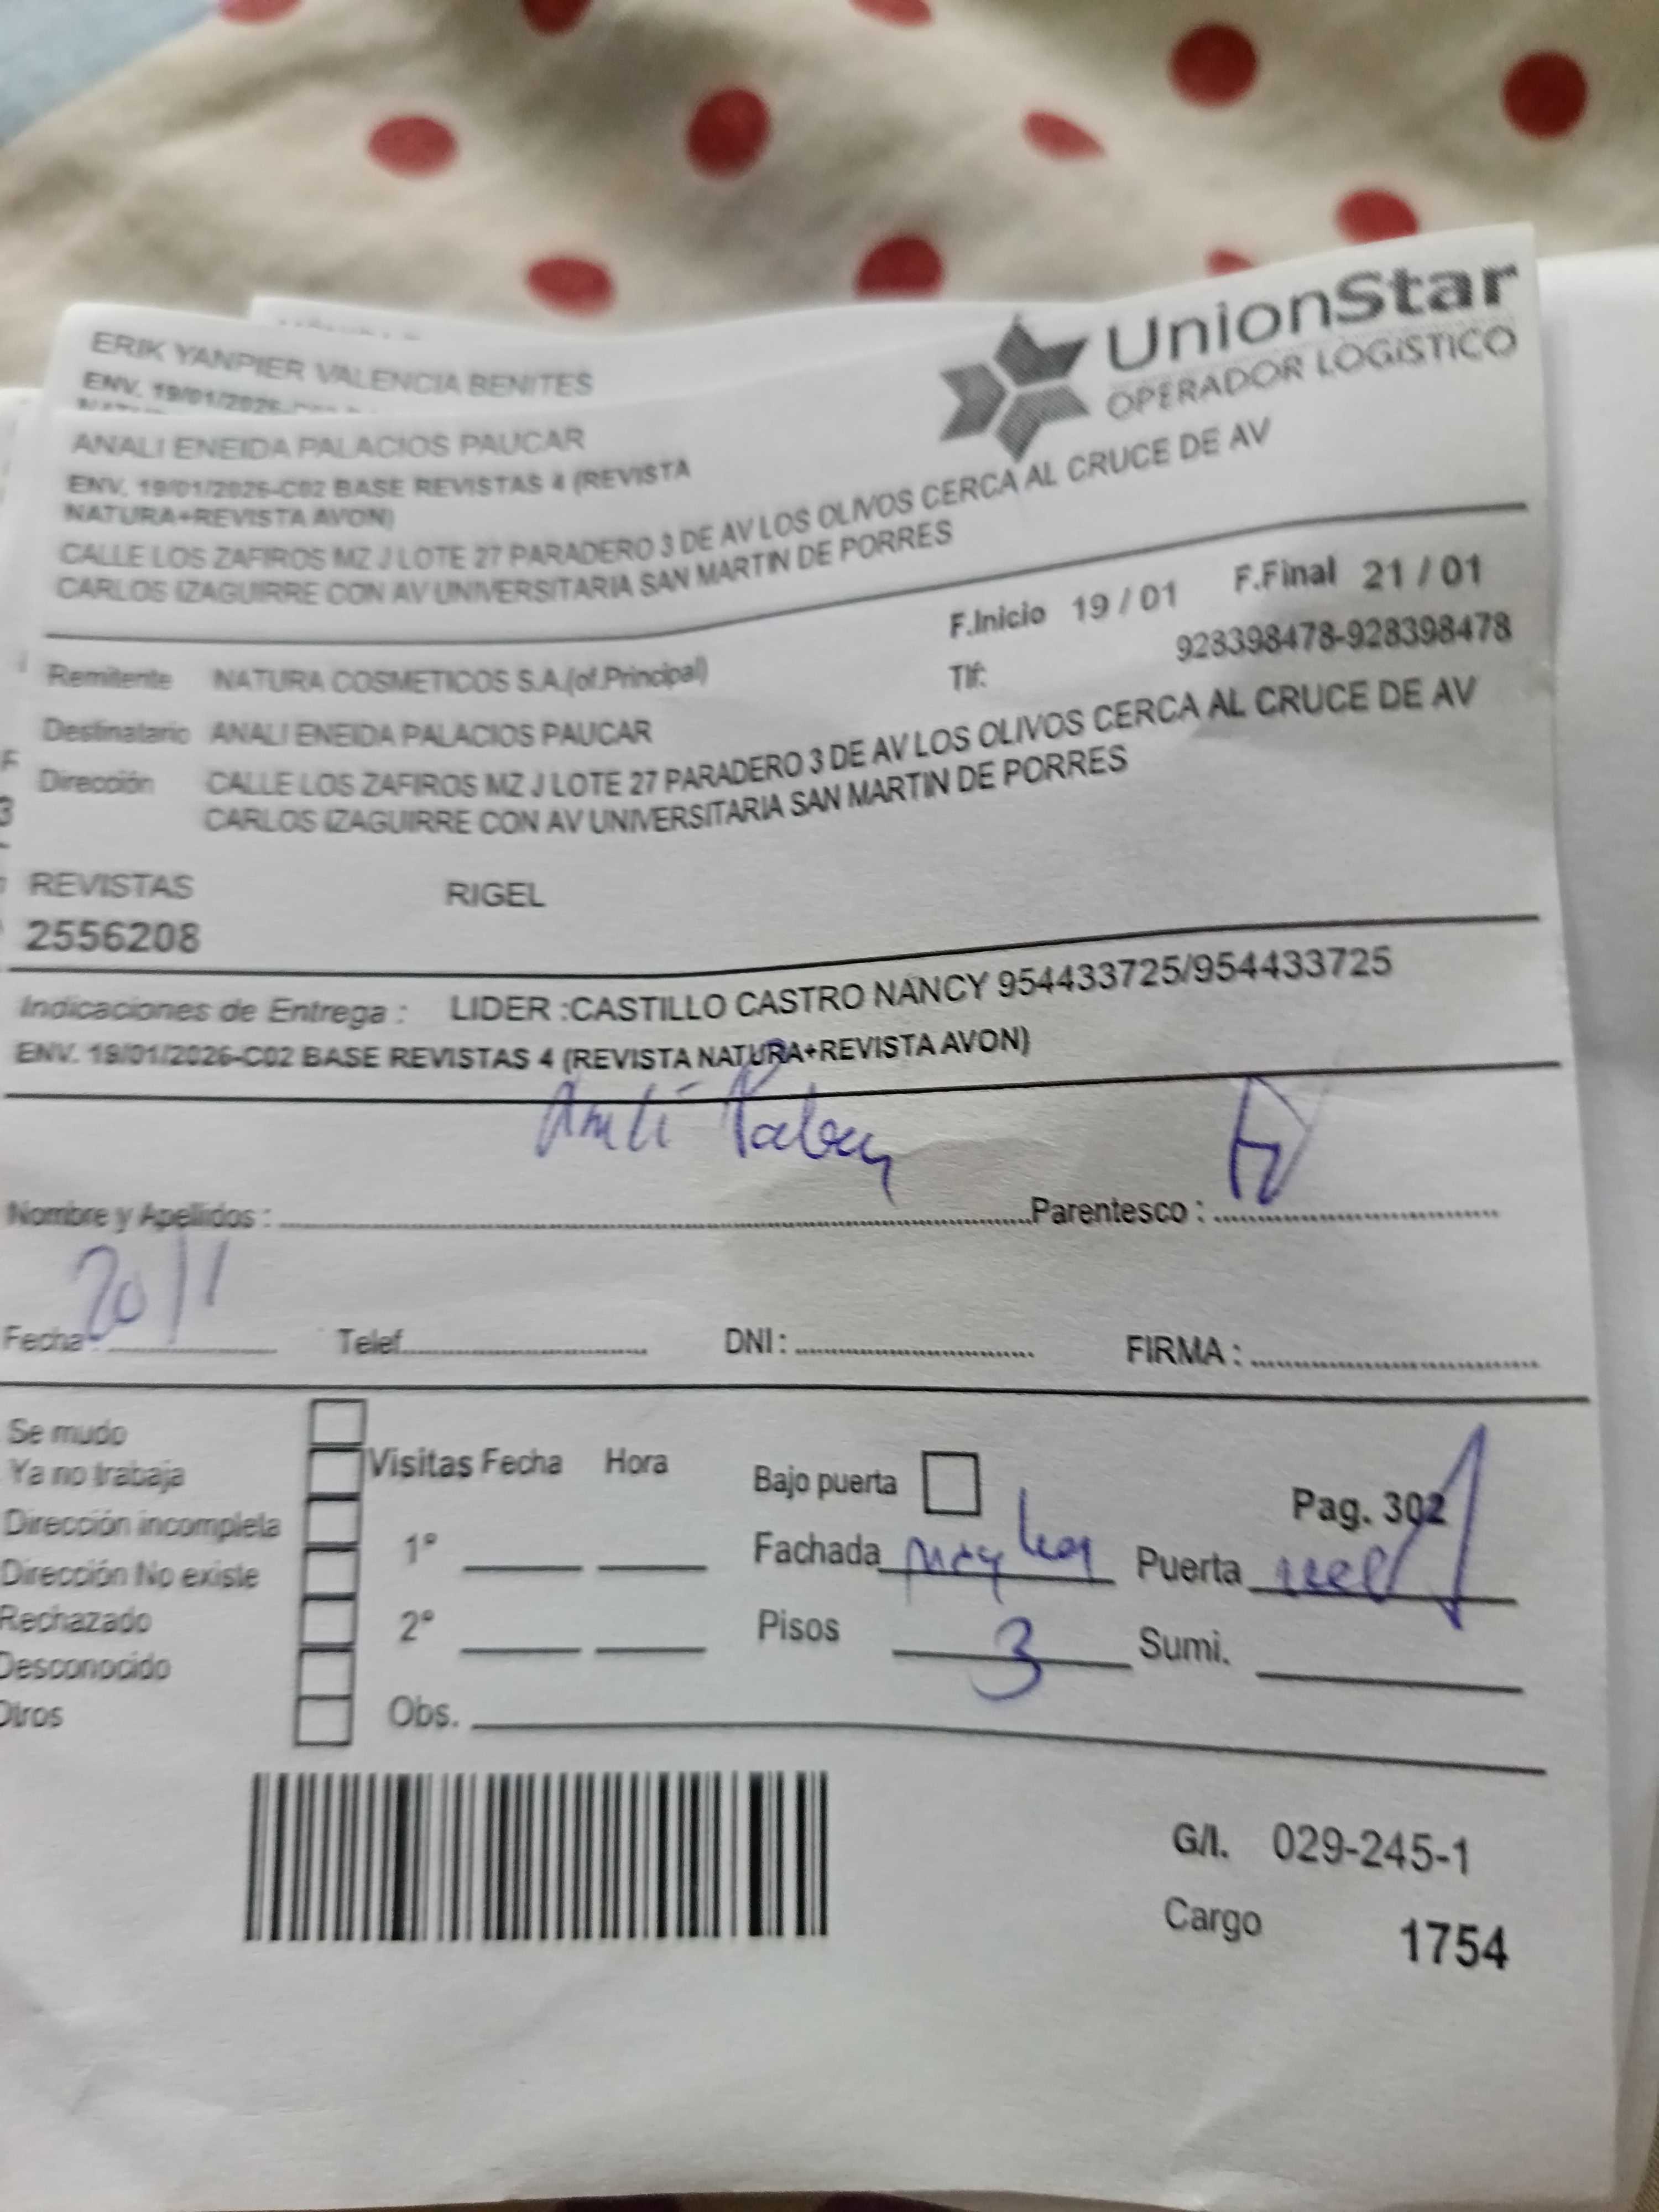 ERIK YANPIER VALENCIA BENITES
ENV. 19/01/2026-C02
UnionStar
OPERADOR LOGÍSTICO
ANALI ENEIDA PALACIOS PAUCAR
ENV. 19/01/2026-C02 BASE REVISTAS 4 (REVISTA
NATURA+REVISTA AVON)
CALLE LOS ZAFIROS MZ J LOTE 27 PARADERO 3 DE AV LOS OLIVOS CERCA AL CRUCE DE AV
CARLOS IZAGUIRRE CON AV UNIVERSITARIA SAN MARTIN DE PORRES
F.Inicio 19 / 01 F.Final 21 / 01
Remitente NATURA COSMETICOS S.A.(of.Principal) Tlf: 928398478-928398478
Destinatario ANALI ENEIDA PALACIOS PAUCAR
Dirección CALLE LOS ZAFIROS MZ J LOTE 27 PARADERO 3 DE AV LOS OLIVOS CERCA AL CRUCE DE AV
CARLOS IZAGUIRRE CON AV UNIVERSITARIA SAN MARTIN DE PORRES
REVISTAS RIGEL
2556208
Indicaciones de Entrega : LIDER :CASTILLO CASTRO NANCY 954433725/954433725
ENV. 19/01/2026-C02 BASE REVISTAS 4 (REVISTA NATURA+REVISTA AVON)
Nombre y Apellidos : Parentesco :
20/1
Fecha Telef. DNI : FIRMA :
Se mudo
Ya no trabaja
Dirección incompleta
Dirección No existe
Rechazado
Desconocido
Otros
Visitas Fecha Hora
1°
2°
Obs.
Bajo puerta Pag. 302
Fachada Puerta
Pisos 3 Sumi.
G/I. 029-245-1
Cargo 1754